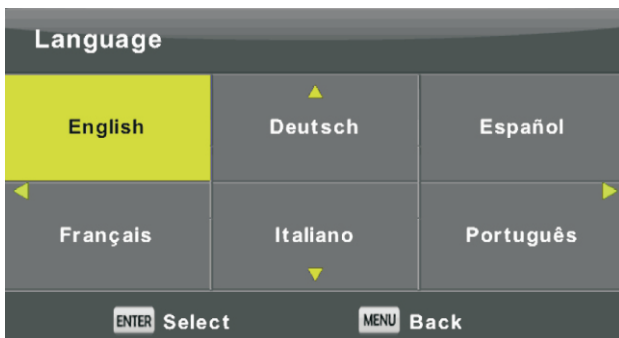 Language
English Deutsch Español
Français Italiano Português
ENTER Select MENU Back